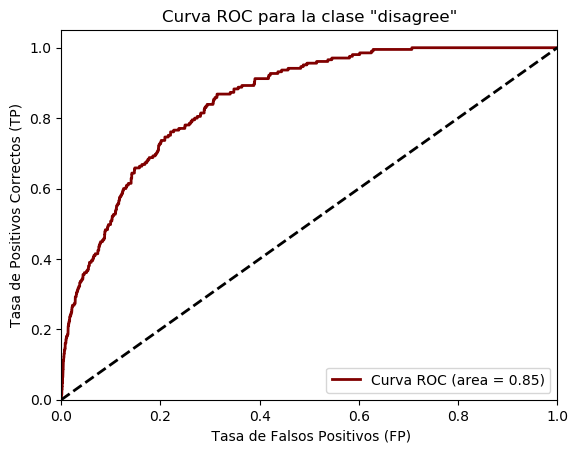 Curva ROC para la clase "disagree"
Tasa de Positivos Correctos (TP)
1.0
0.8
0.6
0.4
0.2
0.0
Curva ROC (area = 0.85)
0.0 0.2 0.4 0.6 0.8 1.0
Tasa de Falsos Positivos (FP)